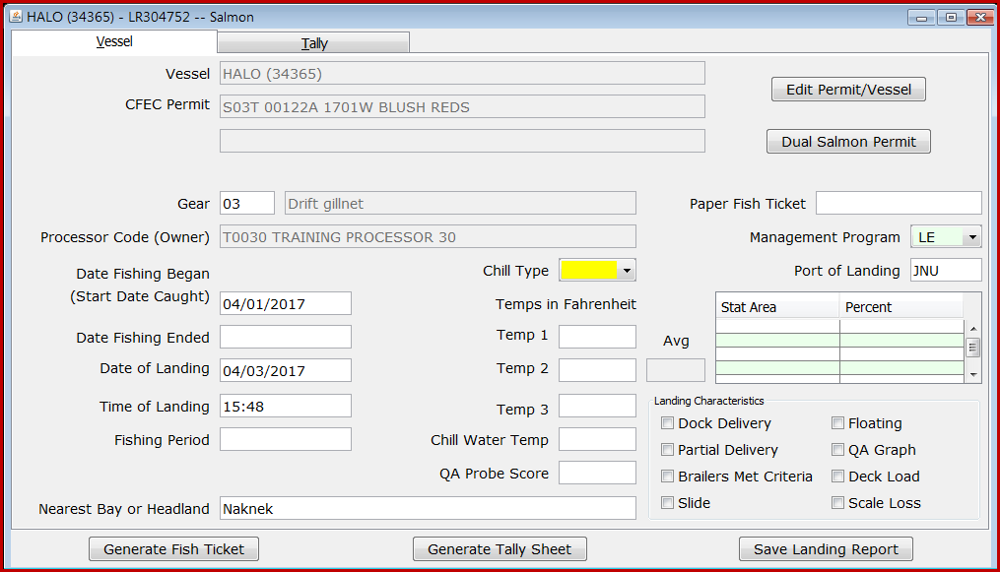 HALO (34365) - LR304752 -- Salmon
Vessel Tally
Vessel HALO (34365)
Edit Permit/Vessel
CFEC Permit S03T 00122A 1701W BLUSH REDS
Dual Salmon Permit
Gear 03 Drift gillnet Paper Fish Ticket
Processor Code (Owner) T0030 TRAINING PROCESSOR 30 Management Program LE
Date Fishing Began Chill Type Port of Landing JNU
(Start Date Caught) 04/01/2017 Temps in Fahrenheit Stat Area Percent
Date Fishing Ended Temp 1 Avg
Date of Landing 04/03/2017 Temp 2
Time of Landing 15:48 Temp 3
Landing Characteristics
Dock Delivery Floating
Fishing Period Chill Water Temp
Partial Delivery QA Graph
QA Probe Score
Brailers Met Criteria Deck Load
Nearest Bay or Headland Naknek
Slide Scale Loss
Generate Fish Ticket Generate Tally Sheet Save Landing Report